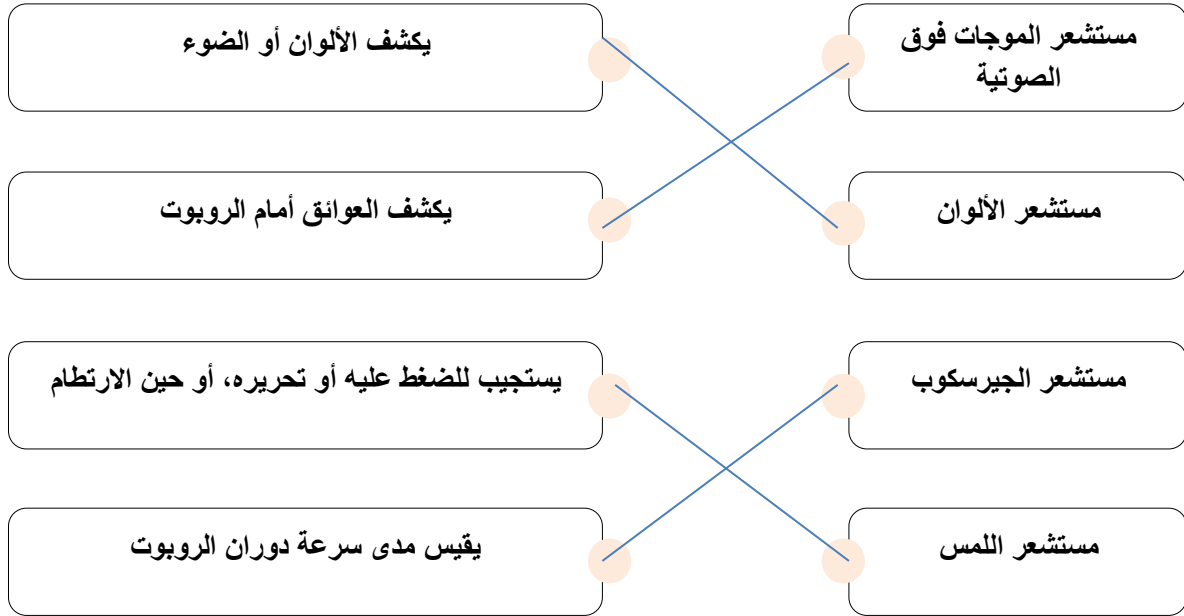 مستشعر الموجات فوق
الصوتية
يكشف الألوان أو الضوء
مستشعر الألوان
يكشف العوائق أمام الروبوت
مستشعر الجيرسكوب
يستجيب للضغط عليه أو تحريره، أو حين الارتطام
مستشعر اللمس
يقيس مدى سرعة دوران الروبوت